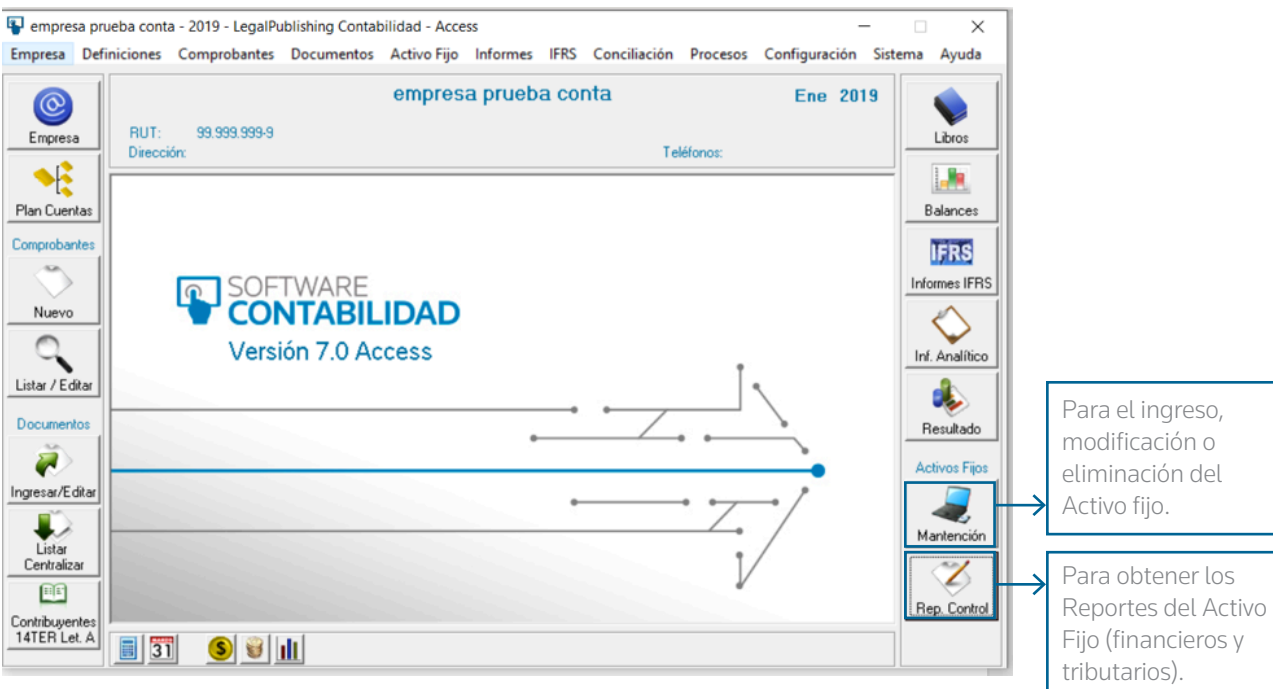 empresa prueba conta - 2019 - LegalPublishing Contabilidad - Access
Empresa Definiciones Comprobantes Documentos Activo Fijo Informes IFRS Conciliación Procesos Configuración Sistema Ayuda
Empresa
Plan Cuentas
Comprobantes
Nuevo
Listar / Editar
Documentos
Ingresar/Editar
Listar
Centralizar
Contribuyentes
14TER Let. A
empresa prueba conta
Ene 2019
RUT: 99.999.999-9
Dirección:
Teléfonos:
SOFTWARE
CONTABILIDAD
Versión 7.0 Access
31
Libros
Balances
IFRS
Informes IFRS
Inf. Analítico
Resultado
Activos Fijos
Mantención
Rep. Control
Para el ingreso,
modificación o
eliminación del
Activo fijo.
Para obtener los
Reportes del Activo
Fijo (financieros y
tributarios).